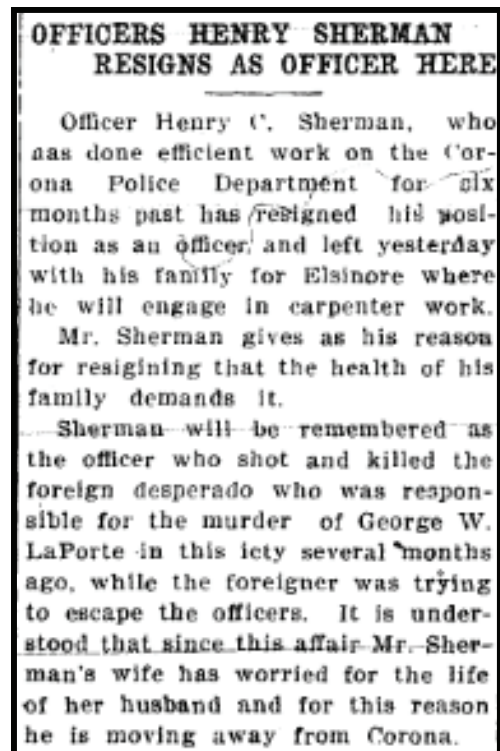 OFFICERS HENRY SHERMAN
RESIGNS AS OFFICER HERE
Officer Henry C. Sherman, who
has done efficient work on the Cor-
ona Police Department for six
months past has resigned his posi-
tion as an officer, and left yesterday
with his family for Elsinore where
he will engage in carpenter work.
Mr. Sherman gives as his reason
for resigining that the health of his
family demands it.
Sherman will be remembered as
the officer who shot and killed the
foreign desperado who was respon-
sible for the murder of George W.
LaPorte in this icty several months
ago, while the foreigner was trying
to escape the officers. It is under-
stood that since this affair Mr. Sher-
man's wife has worried for the life
of her husband and for this reason
he is moving away from Corona.